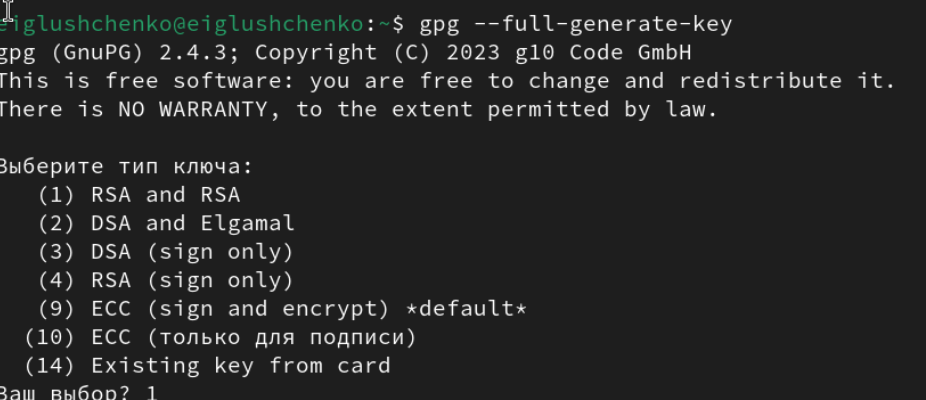 eiglushchenko@eiglushchenko:~$ gpg --full-generate-key
gpg (GnuPG) 2.4.3; Copyright (C) 2023 g10 Code GmbH
This is free software: you are free to change and redistribute it.
There is NO WARRANTY, to the extent permitted by law.
Выберите тип ключа:
(1) RSA and RSA
(2) DSA and Elgamal
(3) DSA (sign only)
(4) RSA (sign only)
(9) ECC (sign and encrypt) *default*
(10) ECC (только для подписи)
(14) Existing key from card
Ваш выбор? 1